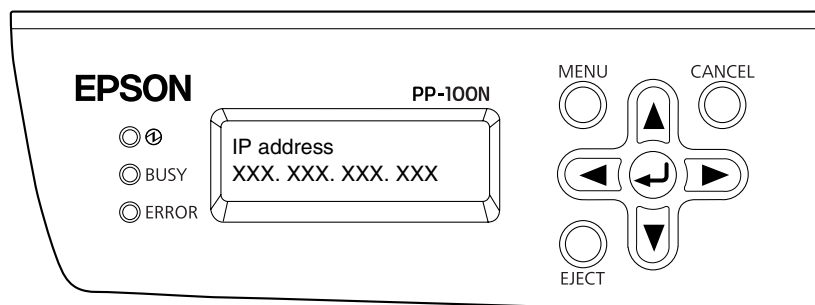 EPSON
PP-100N
BUSY
ERROR
IP address
XXX. XXX. XXX. XXX
MENU
CANCEL
EJECT